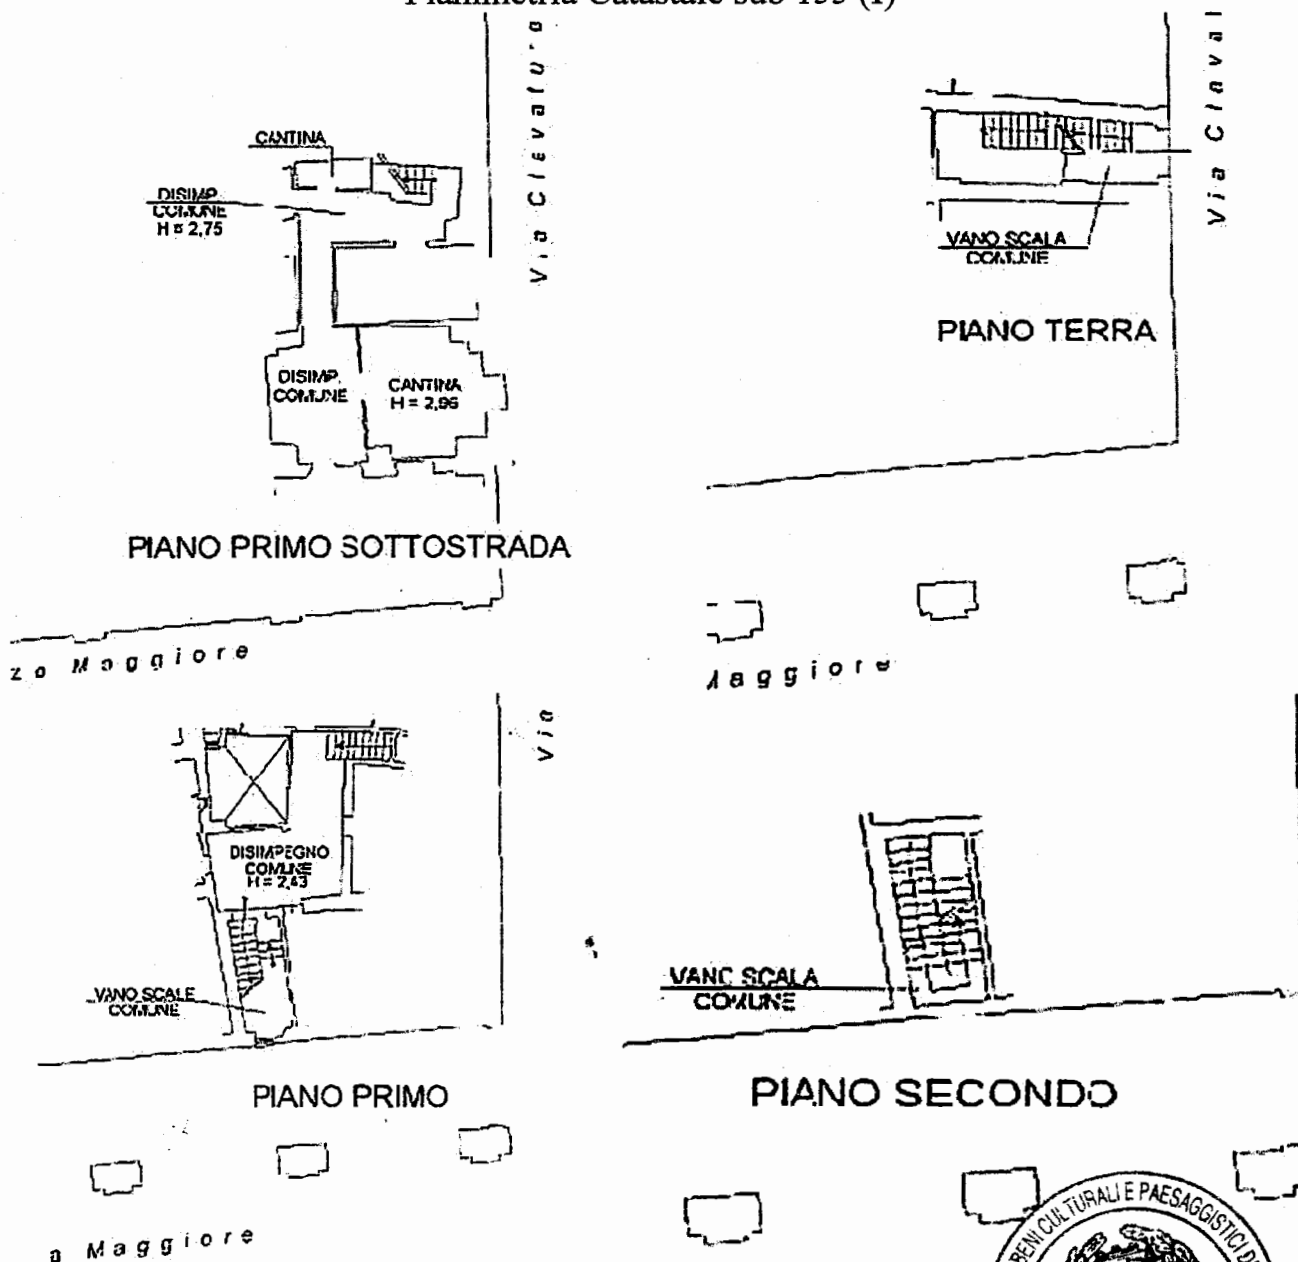 Planimetria Catastale sub 155 (I)
Via Clavature
CANTINA
DISIMP.
COMUNE
H = 2,75
DISIMP.
COMUNE
CANTINA
H = 2,96
PIANO PRIMO SOTTOSTRADA
Maggiore
Via Claval
VANO SCALA
COMUNE
PIANO TERRA
Maggiore
Via
DISIMPEGNO
COMUNE
H = 2,43
VANO SCALE
COMUNE
PIANO PRIMO
Maggiore
VANO SCALA
COMUNE
PIANO SECONDO
BENI CULTURALI E PAESAGGISTICI